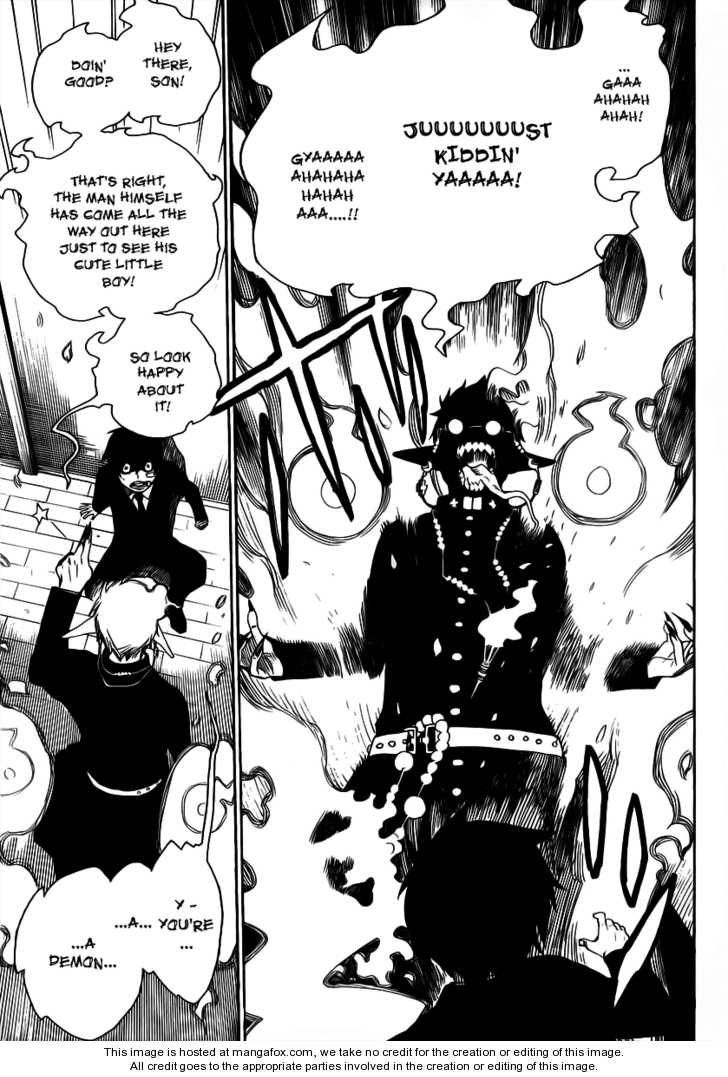 ...
GAAA
AHAHAH
AHAH!
JUUUUUUUST
KIDDIN'
YAAAAA!
GYAAAAA
AHAHAHA
HAHAH
AAA....!!
HEY
THERE,
SON!
DOIN'
GOOD?
THAT'S RIGHT,
THE MAN HIMSELF
HAS COME ALL THE
WAY OUT HERE
JUST TO SEE HIS
CUTE LITTLE
BOY!
SO LOOK
HAPPY
ABOUT
IT!
Y -
YOU'RE
...
...A...
...A
DEMON...
This image is hosted at mangafox.com, we take no credit for the creation or editing of this image.
All credit goes to the appropriate parties involved in the creation or editing of this image.